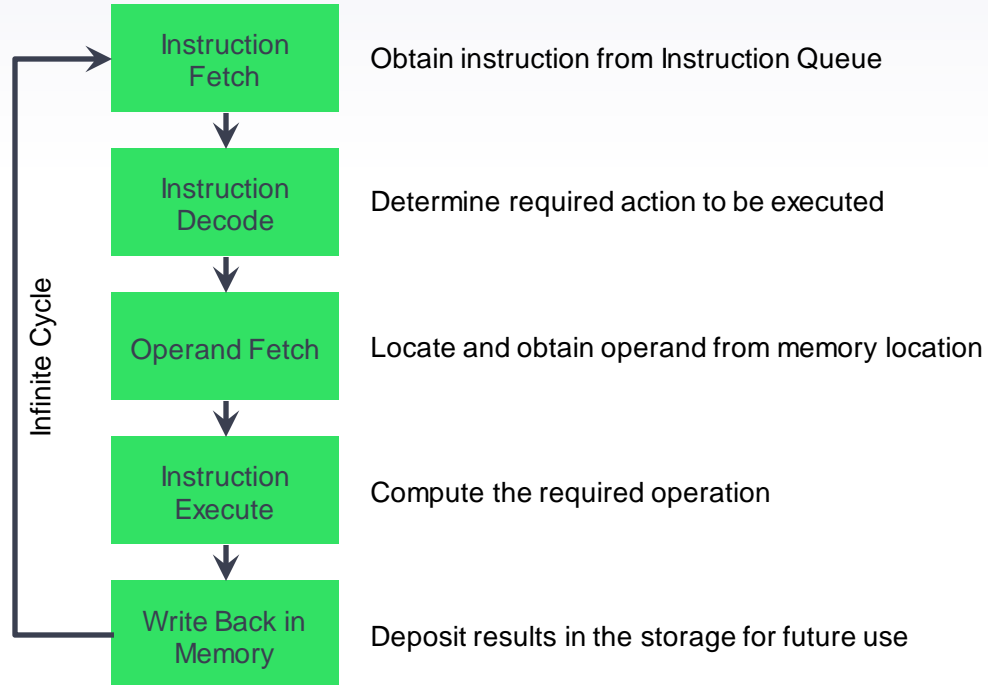 Instruction
Fetch
Obtain instruction from Instruction Queue
Instruction
Decode
Determine required action to be executed
Infinite Cycle
Operand Fetch
Locate and obtain operand from memory location
Instruction
Execute
Compute the required operation
Write Back in
Memory
Deposit results in the storage for future use